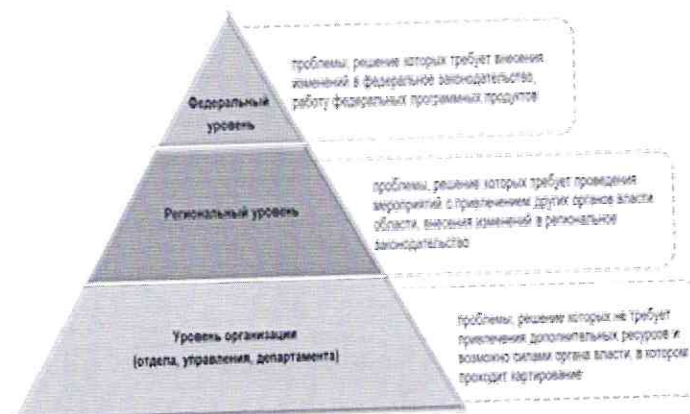 Федеральный
уровень
проблемы, решение которых требует внесения
изменений в федеральное законодательство,
работу федеральных программных продуктов
Региональный уровень
проблемы, решение которых требует проведения
мероприятий с привлечением других органов власти
области, внесения изменений в региональное
законодательство
Уровень организации
(отдела, управления, департамента)
проблемы, решение которых не требует
привлечения дополнительных ресурсов и
возможно силами органа власти, в котором
проходит картирование